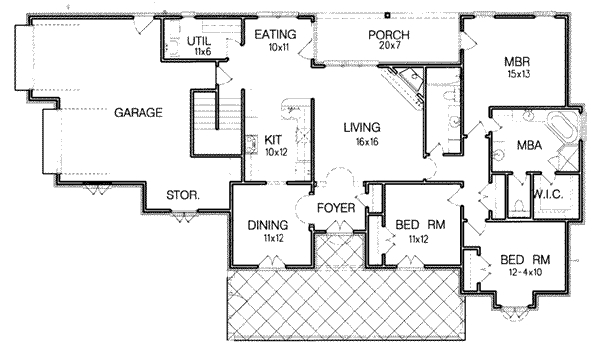 UTIL
11x6
EATING
10x11
PORCH
20x7
MBR
15x13
GARAGE
KIT
10x12
LIVING
16x16
MBA
STOR.
W.I.C.
DINING
11x12
FOYER
BED RM
11x12
BED RM
12-4x10